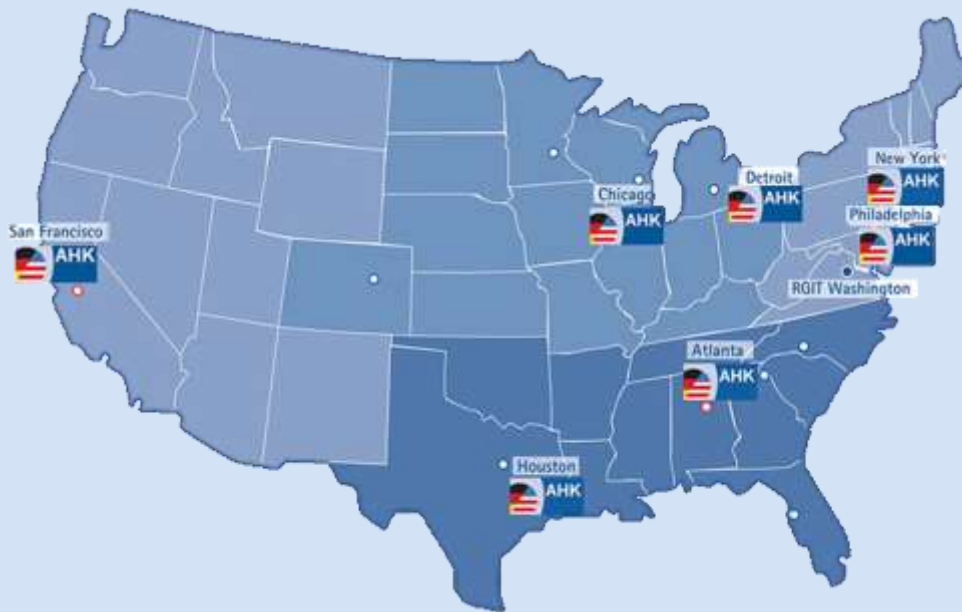 New York
AHK
Detroit
AHK
Chicago
AHK
Philadelphia
AHK
San Francisco
AHK
RGIT Washington
Atlanta
AHK
Houston
AHK